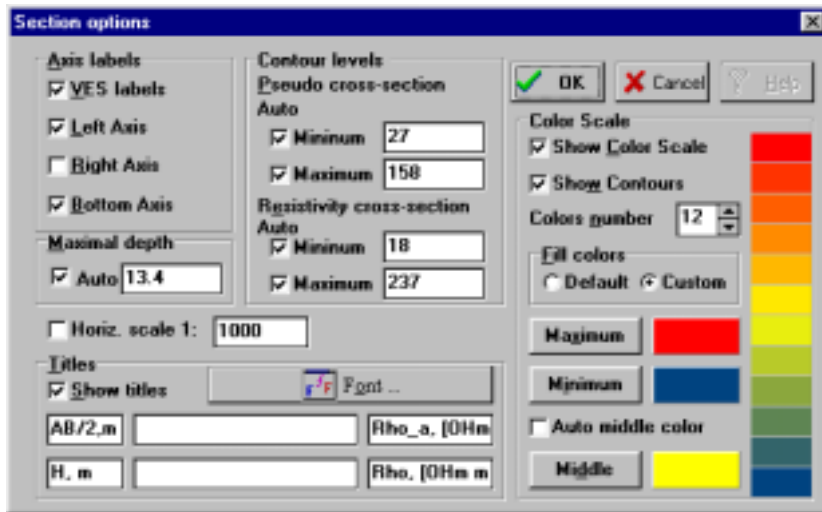 Section options
Axis labels
VES labels
Left Axis
Right Axis
Bottom Axis
Maximal depth
Auto 13.4
Contour levels
Pseudo cross-section
Auto
Mininum 27
Maximum 158
Resistivity cross-section
Auto
Mininum 18
Maximum 237
Horiz. scale 1: 1000
Titles
Show titles
Font ..
AB/2,m Rho_a, [OHm
H, m Rho, [OHm m
OK Cancel Help
Color Scale
Show Color Scale
Show Contours
Colors number 12
Fill colors
Default Custom
Maximum
Minimum
Auto middle color
Middle